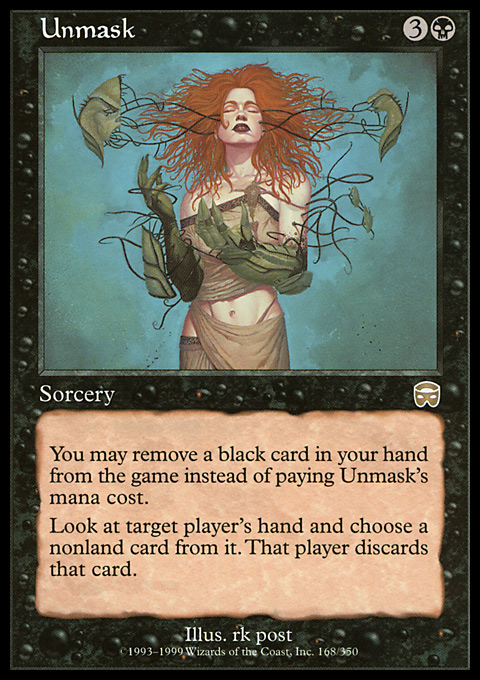 Unmask 3
Sorcery
You may remove a black card in your hand
from the game instead of paying Unmask's
mana cost.
Look at target player's hand and choose a
nonland card from it. That player discards
that card.
Illus. rk post
©1993-1999 Wizards of the Coast, Inc. 168/350